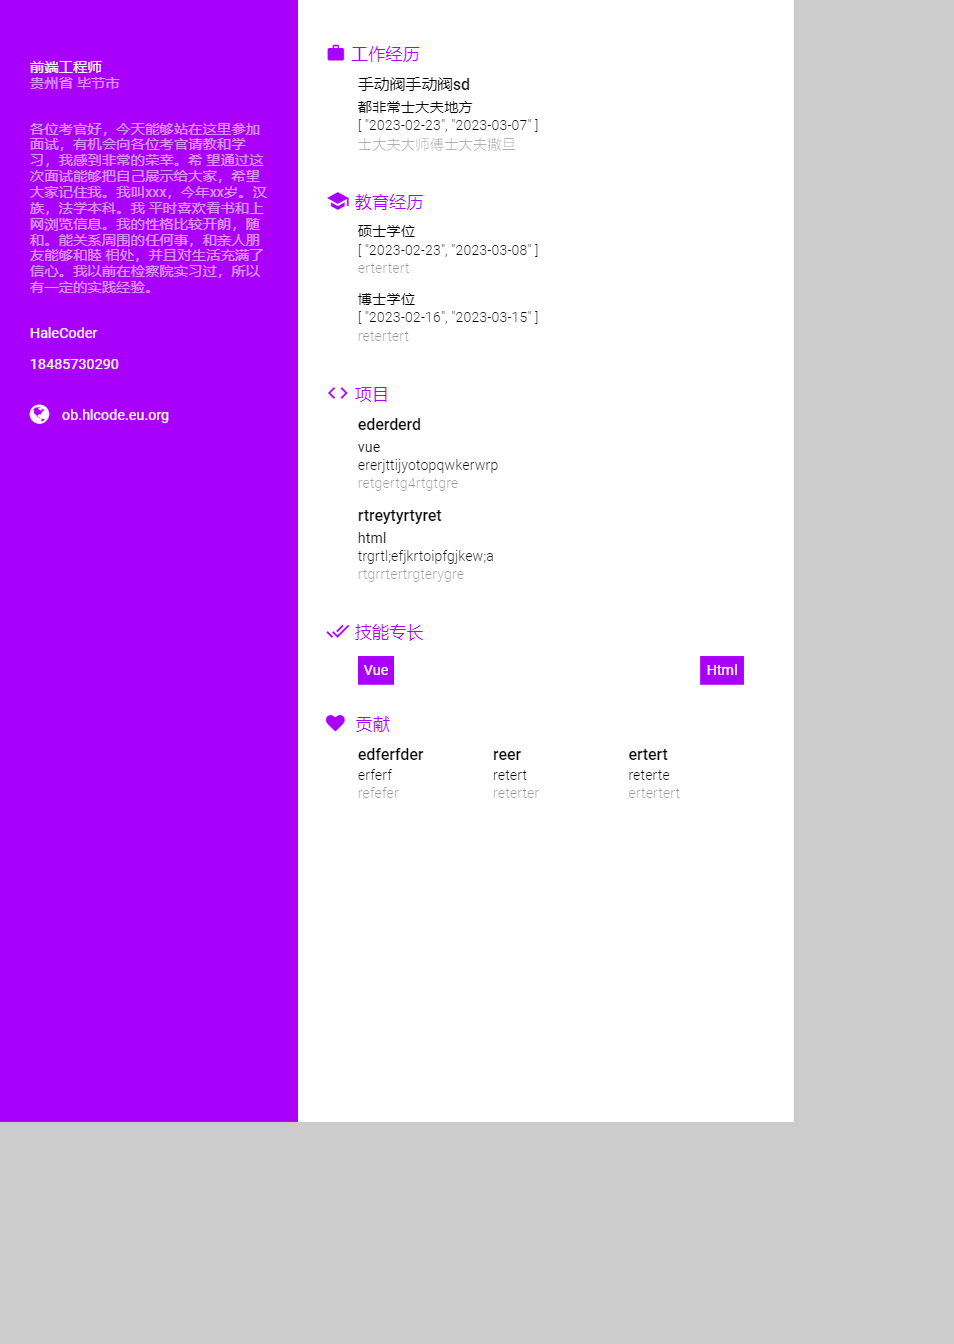 前端工程师
贵州省 毕节市
各位考官好，今天能够站在这里参加
面试，有机会向各位考官请教和学
习，我感到非常的荣幸。希 望通过这
次面试能够把自己展示给大家，希望
大家记住我。我叫xxx，今年xx岁。汉
族，法学本科。我 平时喜欢看书和上
网浏览信息。我的性格比较开朗，随
和。能关系周围的任何事，和亲人朋
友能够和睦 相处，并且对生活充满了
信心。我以前在检察院实习过，所以
有一定的实践经验。
HaleCoder
18485730290
ob.hlcode.eu.org
工作经历
手动阀手动阀sd
都非常士大夫地方
[ "2023-02-23", "2023-03-07" ]
士大夫大师傅士大夫撒旦
教育经历
硕士学位
[ "2023-02-23", "2023-03-08" ]
ertertert
博士学位
[ "2023-02-16", "2023-03-15" ]
retertert
项目
ederderd
vue
ererjttijyotopqwkerwrp
retgertg4rtgtgre
rtreytyrtyret
html
trgrtl;efjkrtoipfgjkew;a
rtgrrtertrgterygre
技能专长
Vue Html
贡献
edferfder reer ertert
erferf retert reterte
refefer reterter ertertert